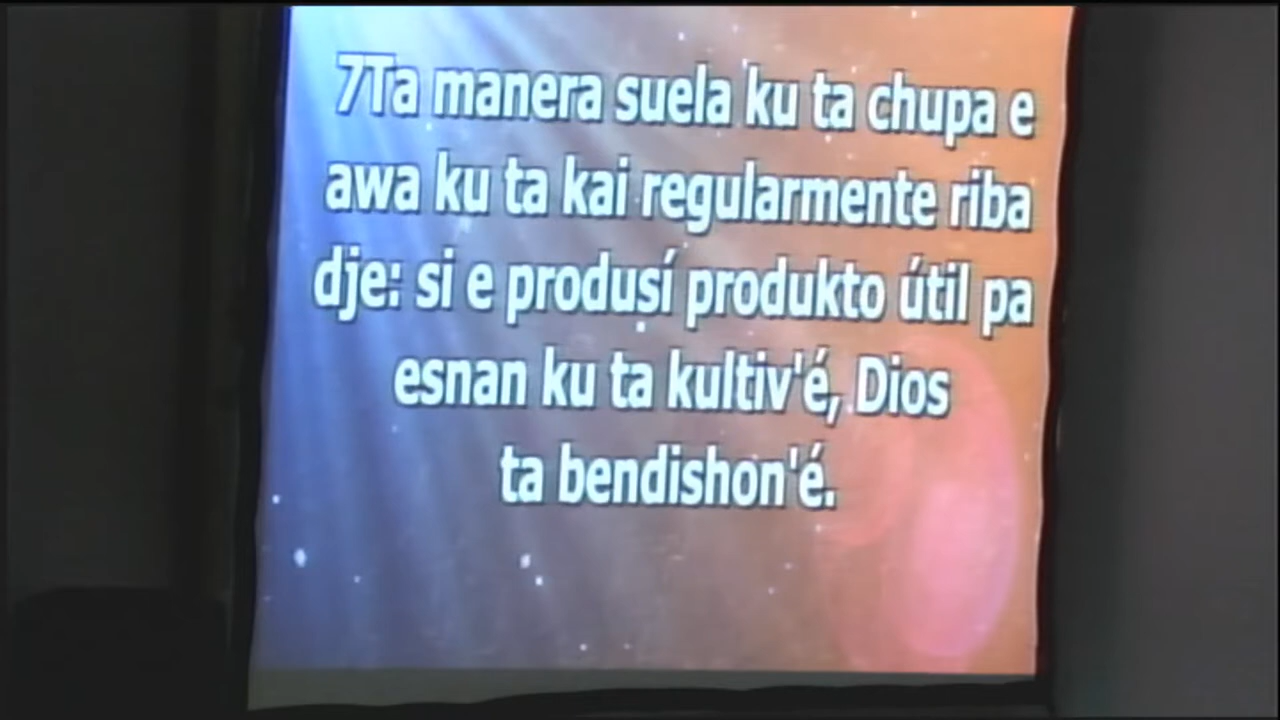 7Ta manera suela ku ta chupa e
awa ku ta kai regularmente riba
dje: si e produsí produkto útil pa
esnan ku ta kultiv'é, Dios
ta bendishon'é.